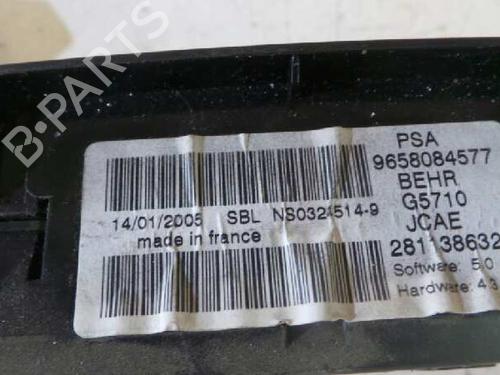 B-PARTS
PSA
9658084577
BEHR
G5710
JCAE
281138632
Software: 5.0
Hardware: 4.3
14/01/2005 SBL NS0324514-9
made in france